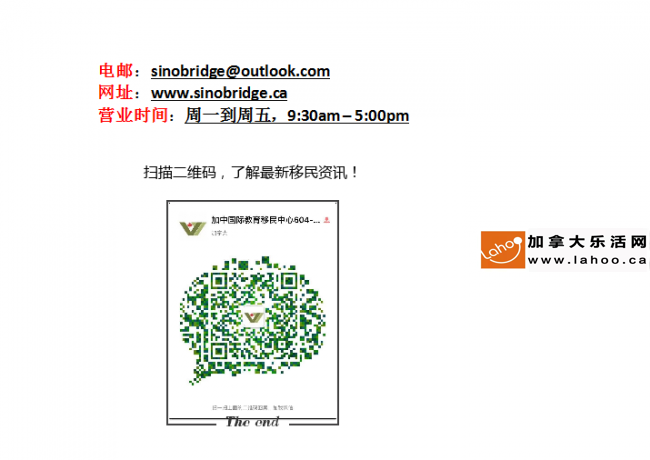 电邮：sinobridge@outlook.com
网址：www.sinobridge.ca
营业时间：周一到周五，9:30am – 5:00pm
扫描二维码，了解最新移民资讯！
加中国际教育移民中心604-...
加拿大乐活网
Lahoo
www.lahoo.ca
The end